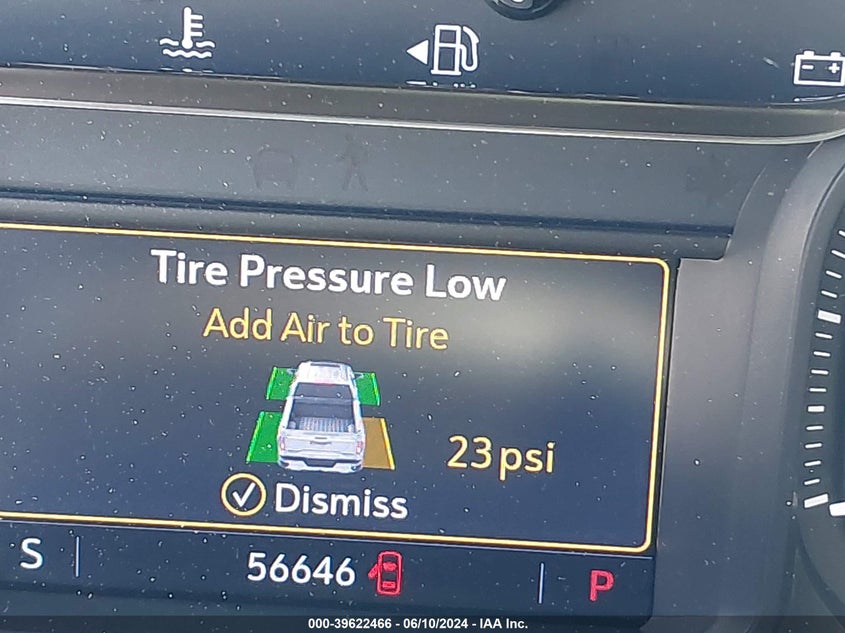 Tire Pressure Low
Add Air to Tire
23 psi
Dismiss
S
56646
P
000-39622466 - 06/10/2024 - IAA Inc.